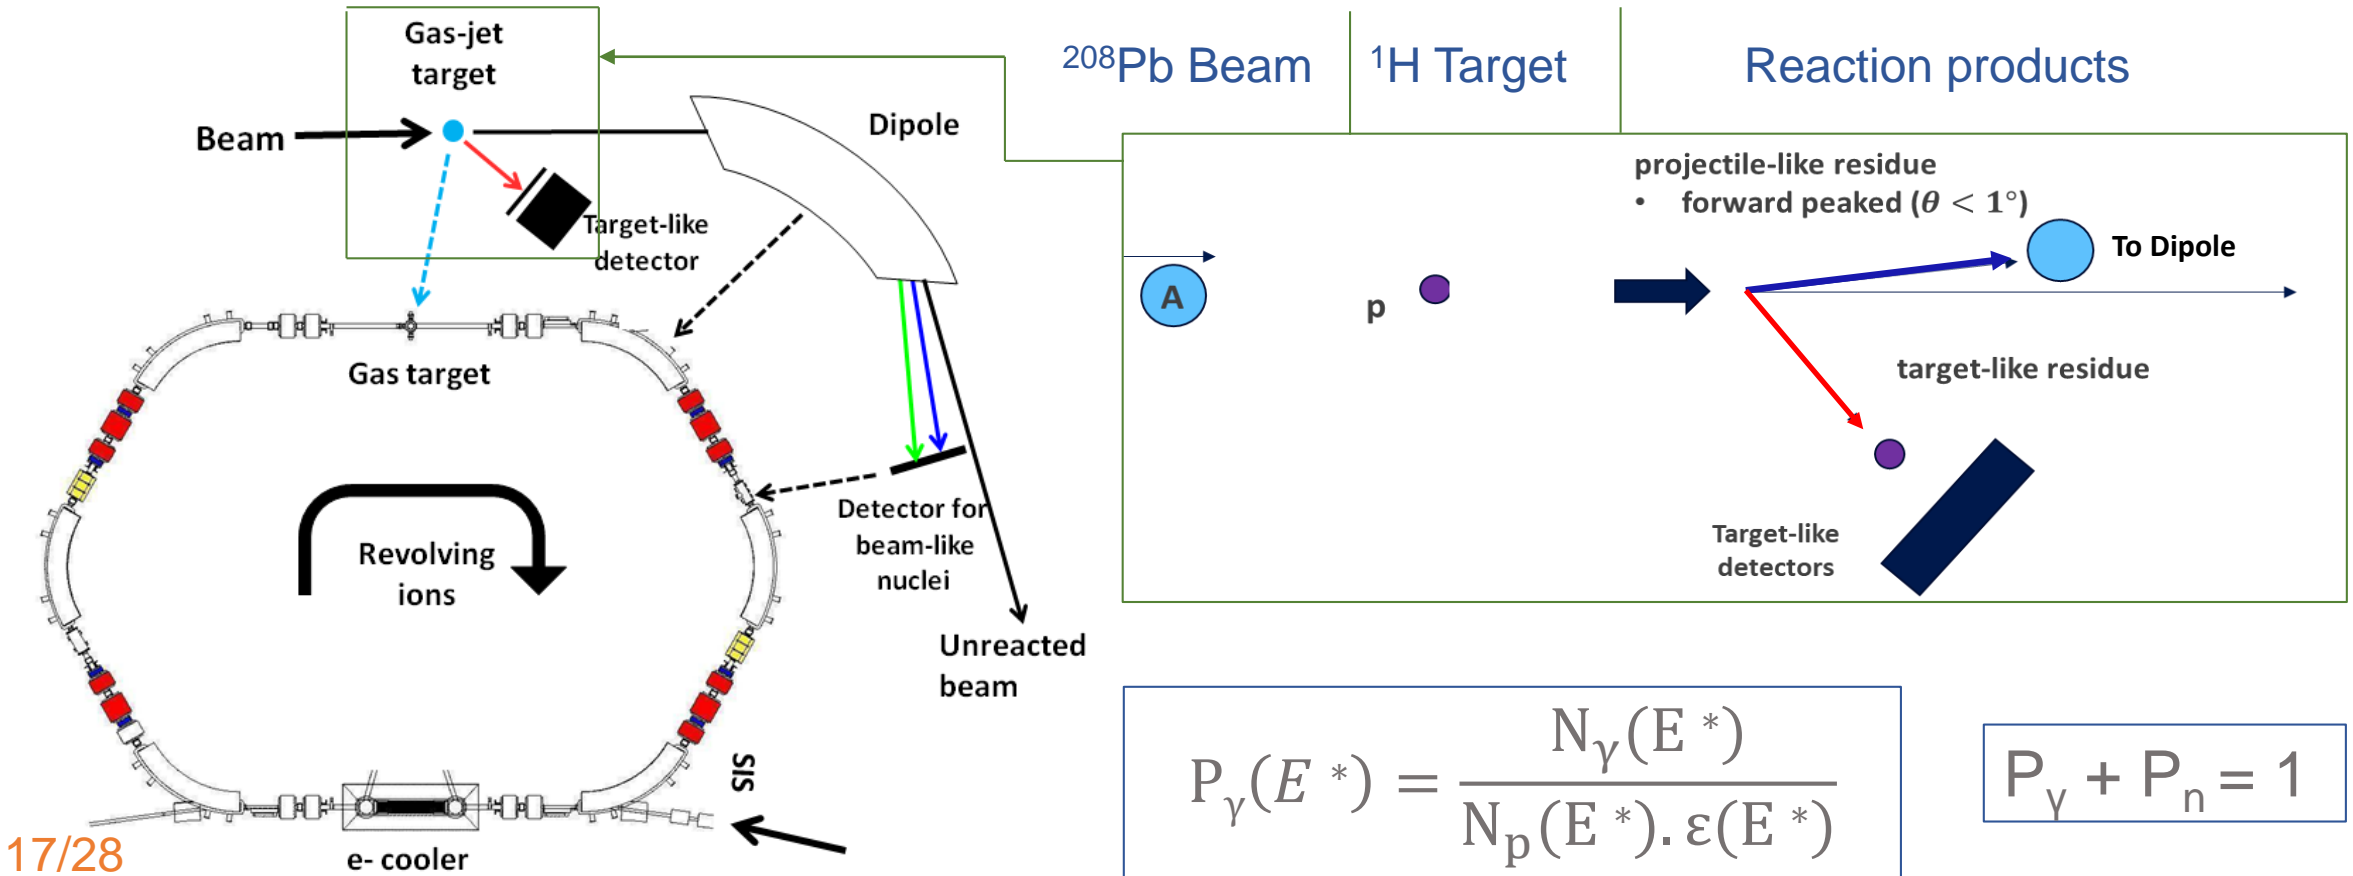 Gas-jet
target
Beam
Dipole
Target-like
detector
Gas target
Revolving
ions
Detector for
beam-like
nuclei
Unreacted
beam
SIS
e- cooler
17/28
²⁰⁸Pb Beam
¹H Target
Reaction products
projectile-like residue
• forward peaked (θ < 1°)
To Dipole
A
p
target-like residue
Target-like
detectors
P_γ(E *) = N_γ(E *) / N_p(E *). ε(E *)
P_γ + P_n = 1